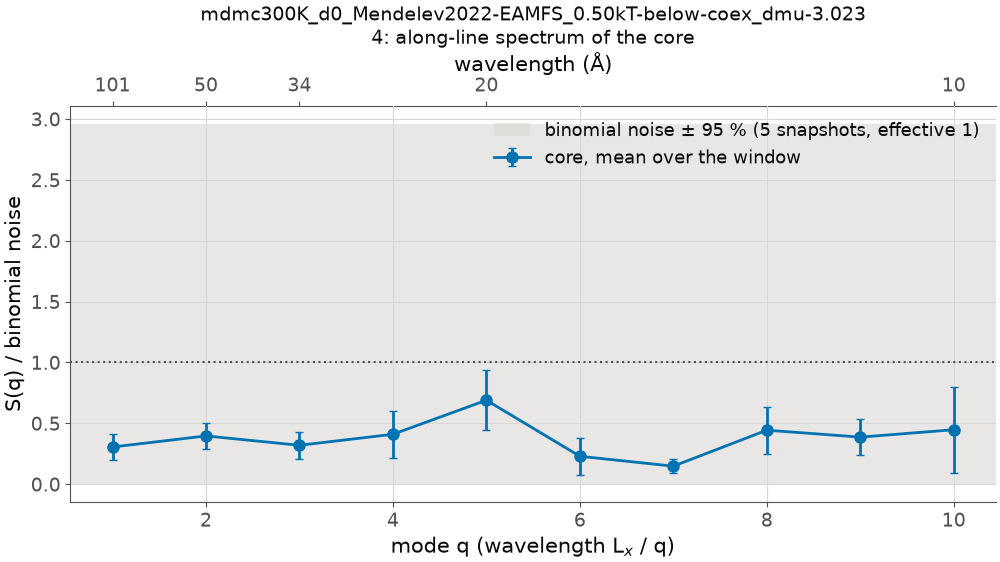 mdmc300K_d0_Mendelev2022-EAMFS_0.50kT-below-coex_dmu-3.023
4: along-line spectrum of the core
wavelength (Å)
101 50 34 20 10
binomial noise ± 95 % (5 snapshots, effective 1)
core, mean over the window
S(q) / binomial noise
3.0
2.5
2.0
1.5
1.0
0.5
0.0
2 4 6 8 10
mode q (wavelength Lₓ / q)